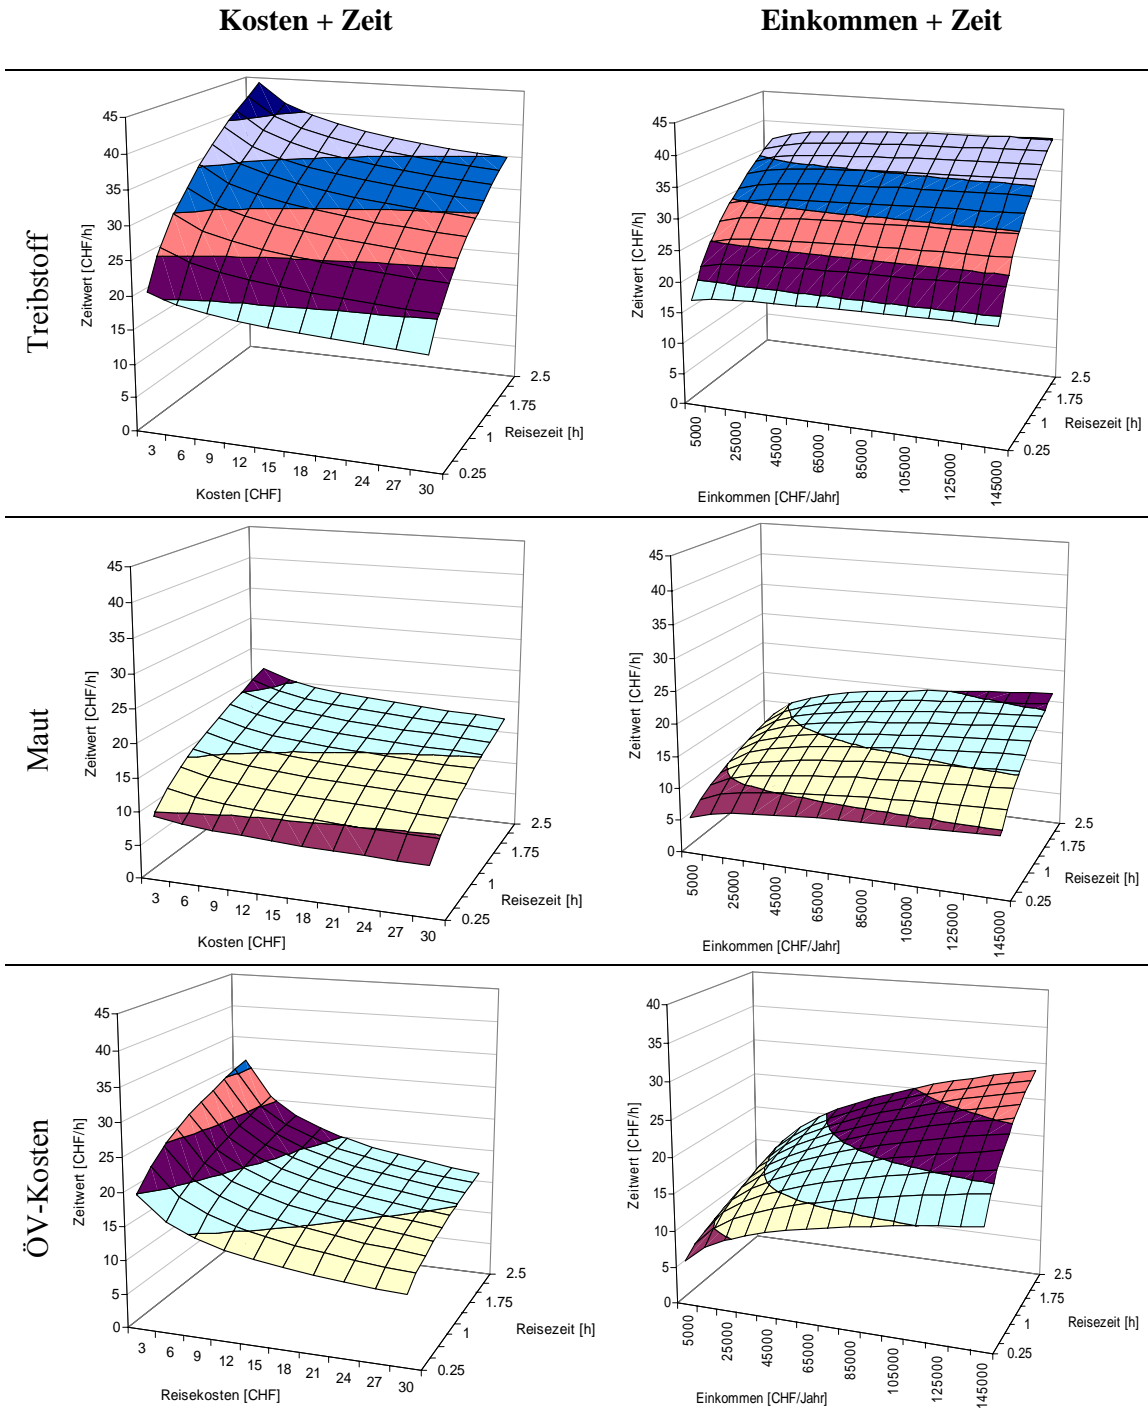 Kosten + Zeit
Einkommen + Zeit
Treibstoff
45
40
35
30
25
20
15
10
5
0
Zeitwert [CHF/h]
3 6 9 12 15 18 21 24 27 30
Kosten [CHF]
0.25
1
1.75
2.5
Reisezeit [h]
45
40
35
30
25
20
15
10
5
0
Zeitwert [CHF/h]
5000 25000 45000 65000 85000 105000 125000 145000
Einkommen [CHF/Jahr]
0.25
1
1.75
2.5
Reisezeit [h]
Maut
45
40
35
30
25
20
15
10
5
0
Zeitwert [CHF/h]
3 6 9 12 15 18 21 24 27 30
Kosten [CHF]
0.25
1
1.75
2.5
Reisezeit [h]
45
40
35
30
25
20
15
10
5
0
Zeitwert [CHF/h]
5000 25000 45000 65000 85000 105000 125000 145000
Einkommen [CHF/Jahr]
0.25
1
1.75
2.5
Reisezeit [h]
ÖV-Kosten
45
40
35
30
25
20
15
10
5
0
Zeitwert [CHF/h]
3 6 9 12 15 18 21 24 27 30
Reisekosten [CHF]
0.25
1
1.75
2.5
Reisezeit [h]
40
35
30
25
20
15
10
5
0
Zeitwert [CHF/h]
5000 25000 45000 65000 85000 105000 125000 145000
Einkommen [CHF/Jahr]
0.25
1
1.75
2.5
Reisezeit [h]